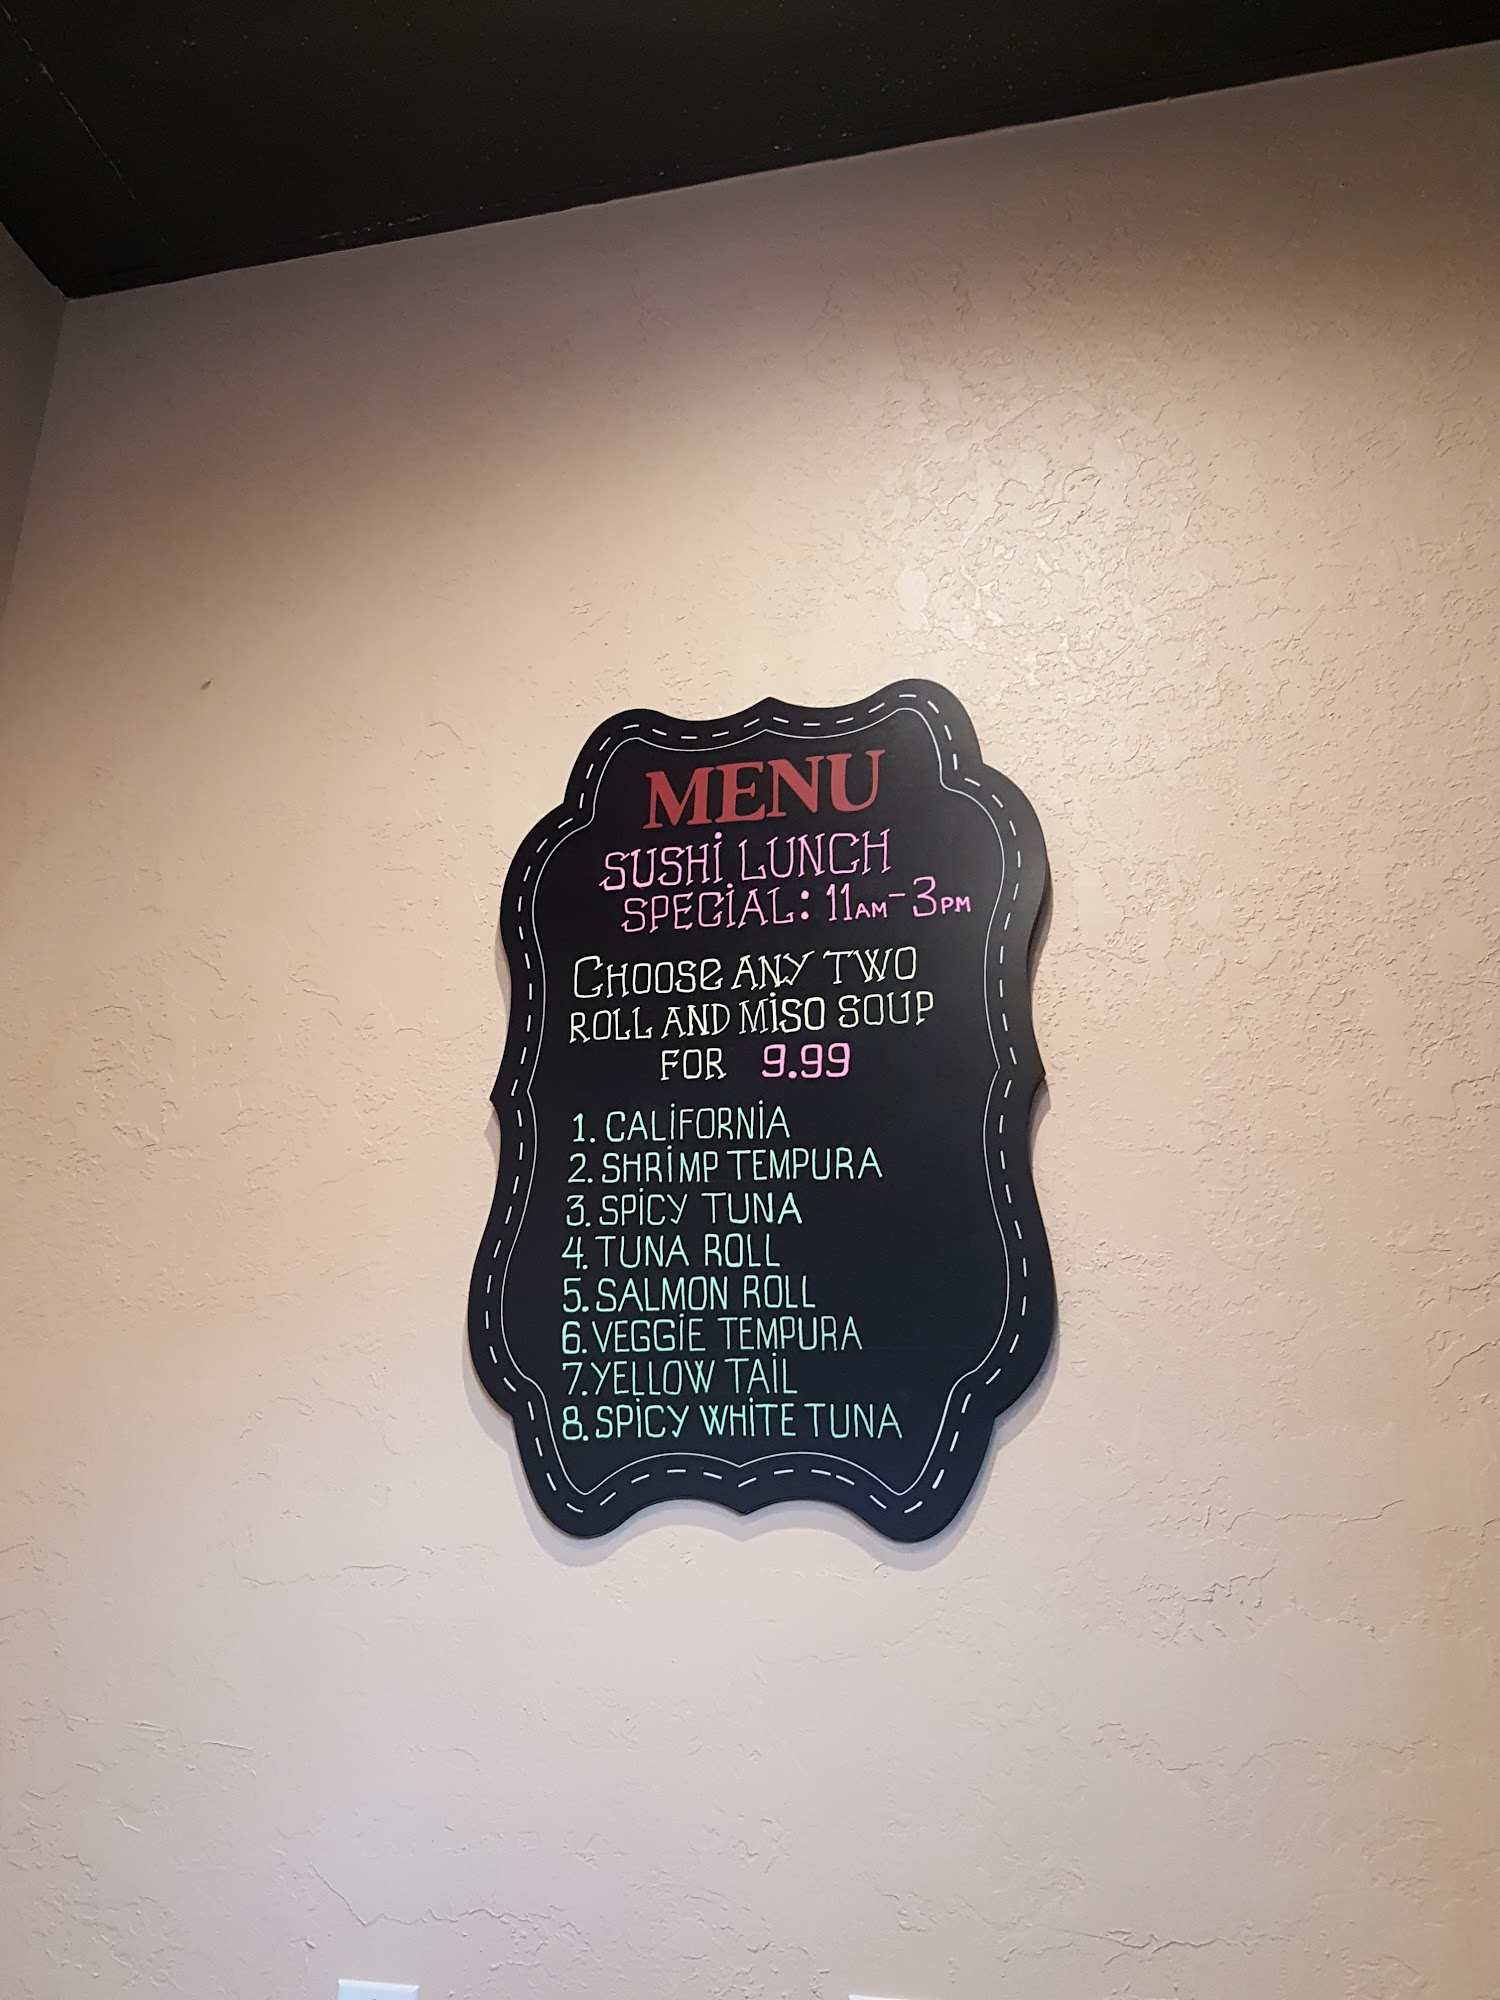 MENU
SUSHI LUNCH
SPECIAL: 11AM-3PM
CHOOSE ANY TWO
ROLL AND MISO SOUP
FOR 9.99
1. CALIFORNIA
2. SHRIMP TEMPURA
3. SPICY TUNA
4. TUNA ROLL
5. SALMON ROLL
6. VEGGIE TEMPURA
7. YELLOW TAIL
8. SPICY WHITE TUNA